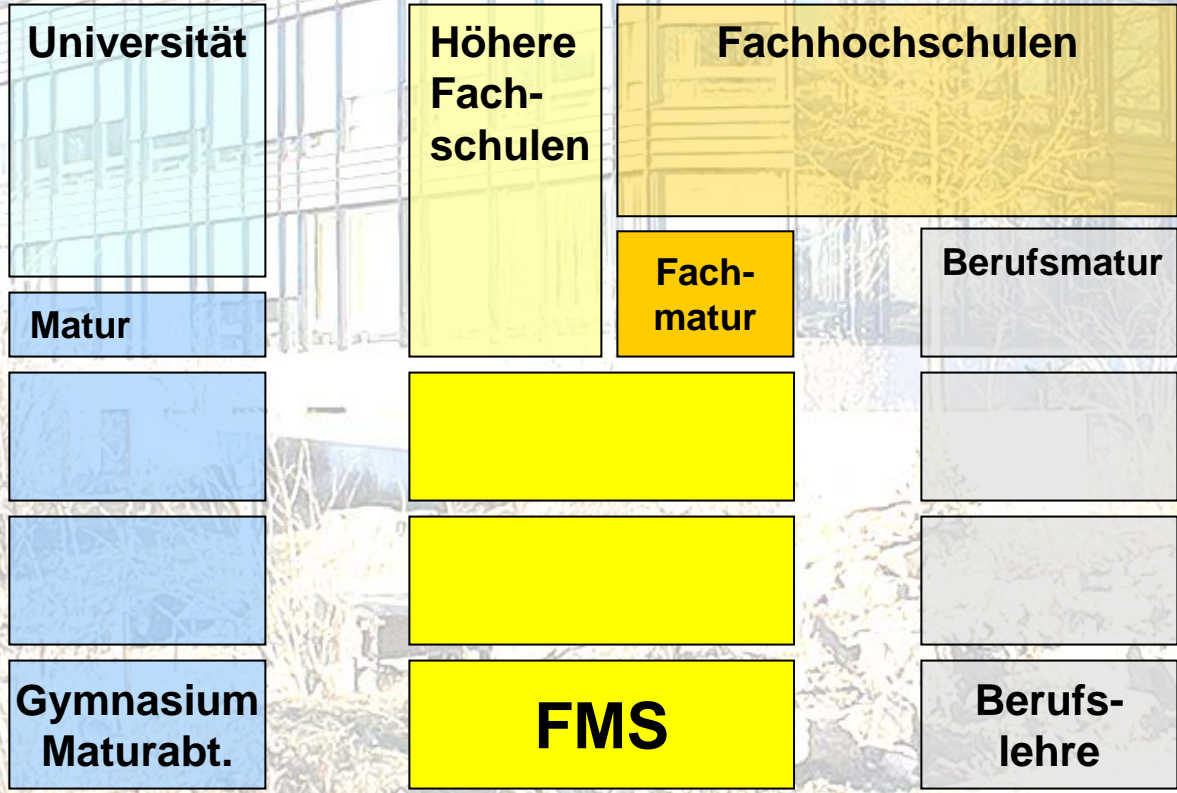 Universität
Höhere
Fach-
schulen
Fachhochschulen
Matur
Fach-
matur
Berufsmatur
Gymnasium
Maturabt.
FMS
Berufs-
lehre